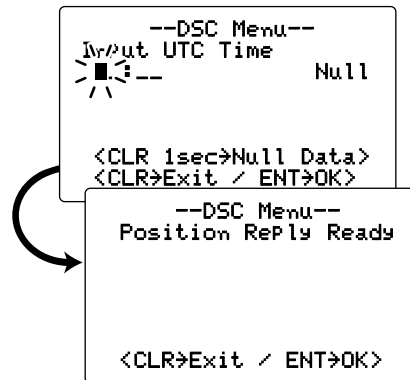 --DSC Menu--
Input UTC Time
█_:__ Null
<CLR 1sec→Null Data>
<CLR→Exit / ENT→OK>
--DSC Menu--
Position Reply Ready
<CLR→Exit / ENT→OK>